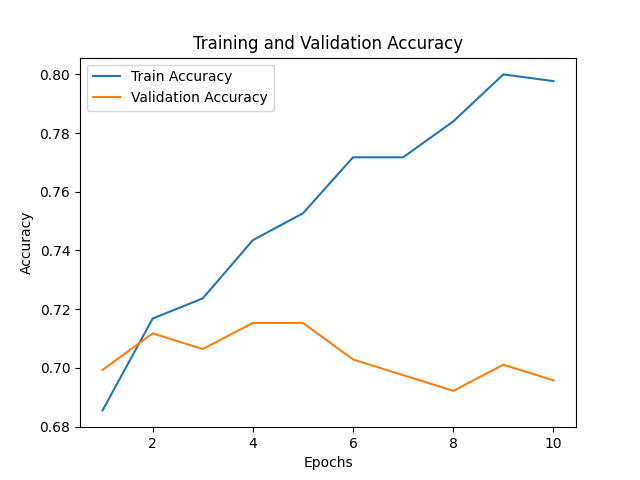 Training and Validation Accuracy
Train Accuracy
Validation Accuracy
0.80
0.78
0.76
0.74
0.72
0.70
0.68
Accuracy
2 4 6 8 10
Epochs